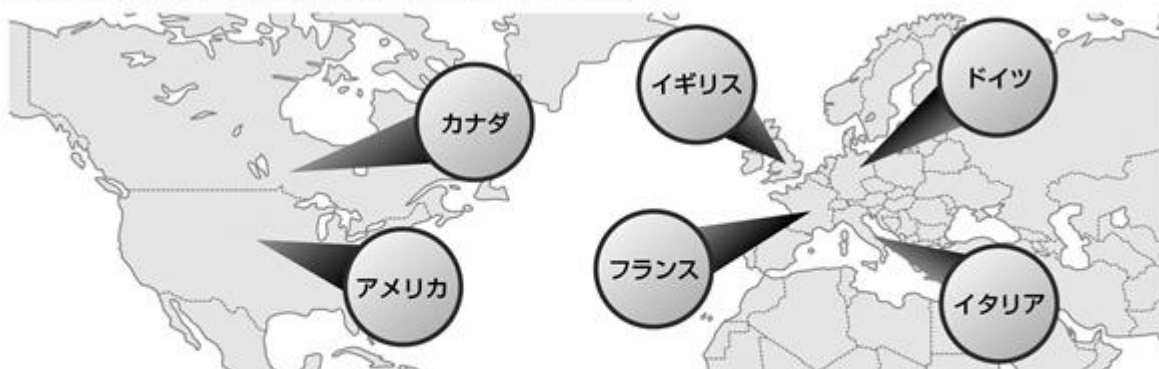 カナダ
アメリカ
イギリス
ドイツ
フランス
イタリア